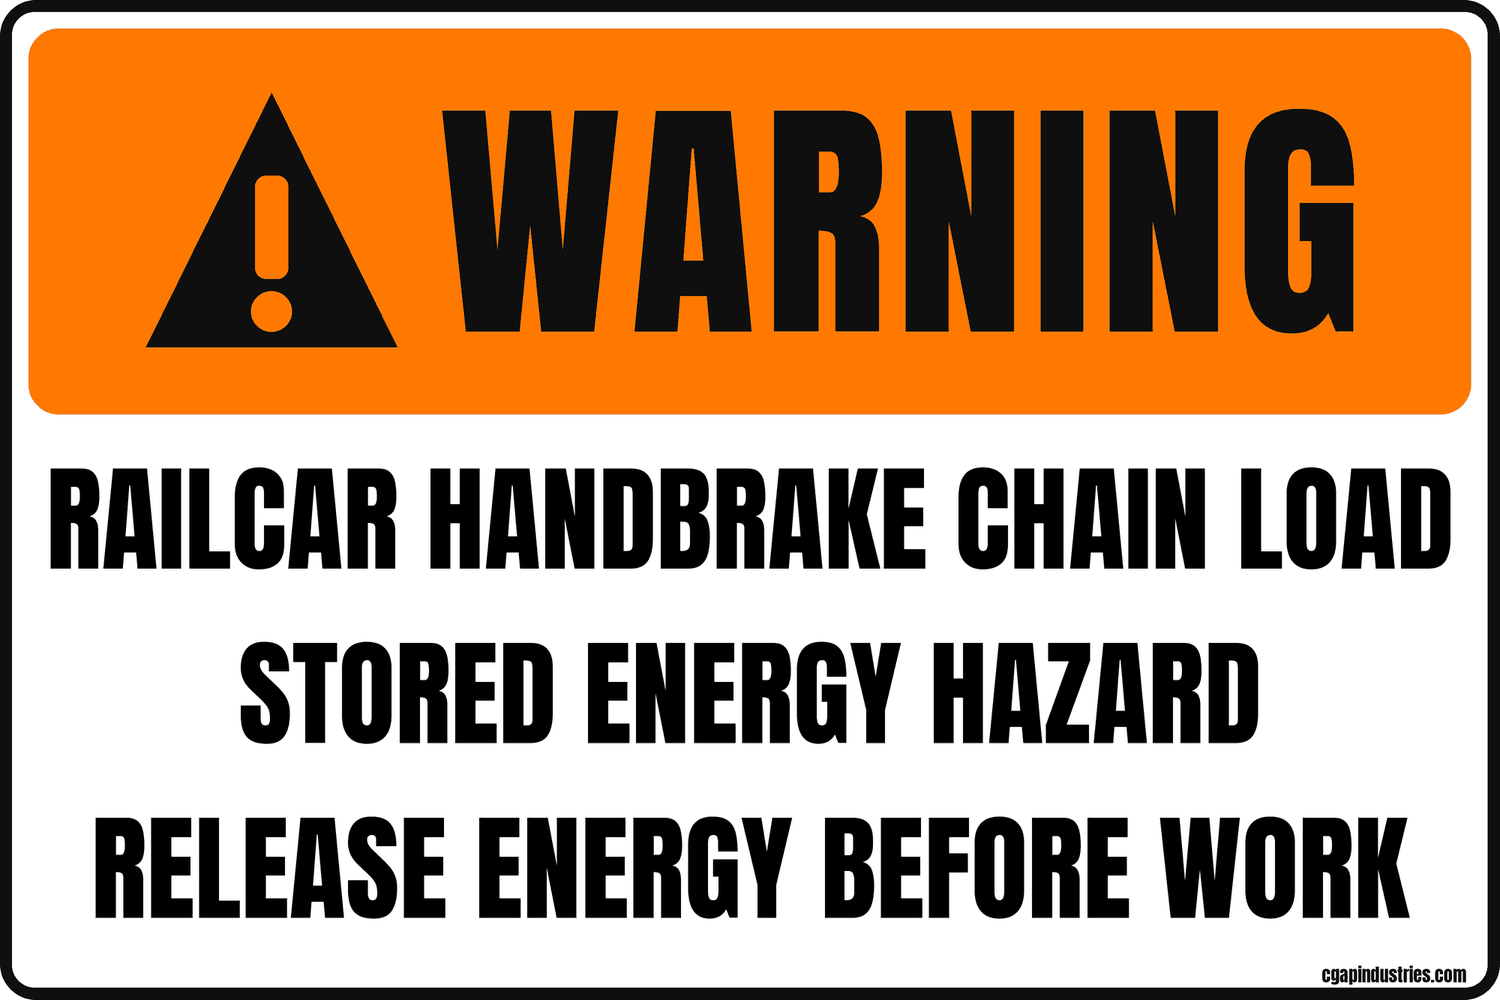 WARNING
RAILCAR HANDBRAKE CHAIN LOAD
STORED ENERGY HAZARD
RELEASE ENERGY BEFORE WORK
cgapindustries.com